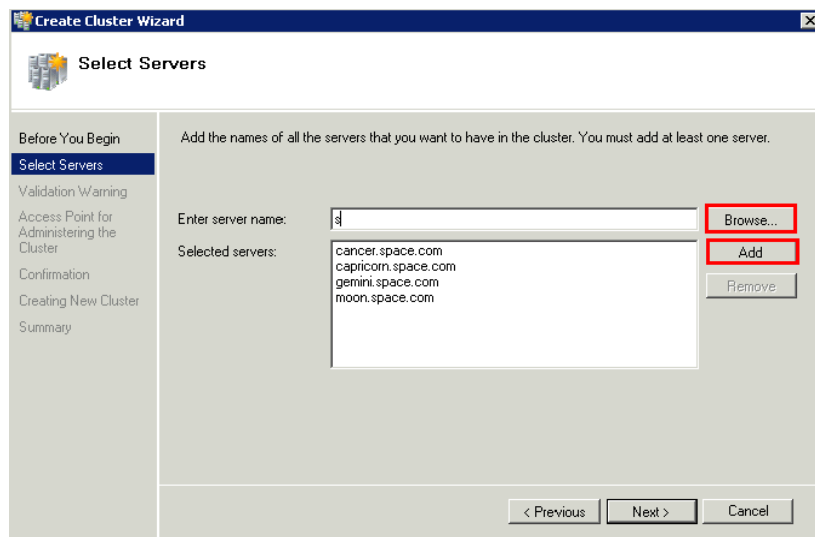 Create Cluster Wizard
Select Servers
Before You Begin
Select Servers
Validation Warning
Access Point for
Administering the
Cluster
Confirmation
Creating New Cluster
Summary
Add the names of all the servers that you want to have in the cluster. You must add at least one server.
Enter server name:
s
Browse...
Selected servers:
cancer.space.com
capricorn.space.com
gemini.space.com
moon.space.com
Add
Remove
< Previous
Next >
Cancel